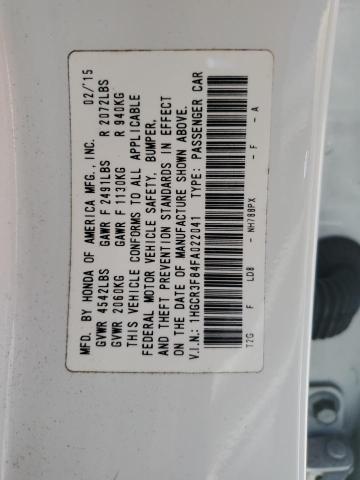 MFD. BY HONDA OF AMERICA MFG., INC. 02/15
GVWR 4542LBS GAWR F 2491LBS R 2072LBS
GVWR 2060KG GAWR F 1130KG R 940KG
THIS VEHICLE CONFORMS TO ALL APPLICABLE
FEDERAL MOTOR VEHICLE SAFETY, BUMPER,
AND THEFT PREVENTION STANDARDS IN EFFECT
ON THE DATE OF MANUFACTURE SHOWN ABOVE.
V.I.N.: 1HGCR3F84FA022041 TYPE: PASSENGER CAR
T2G F LD8 - NH788PX - F - A